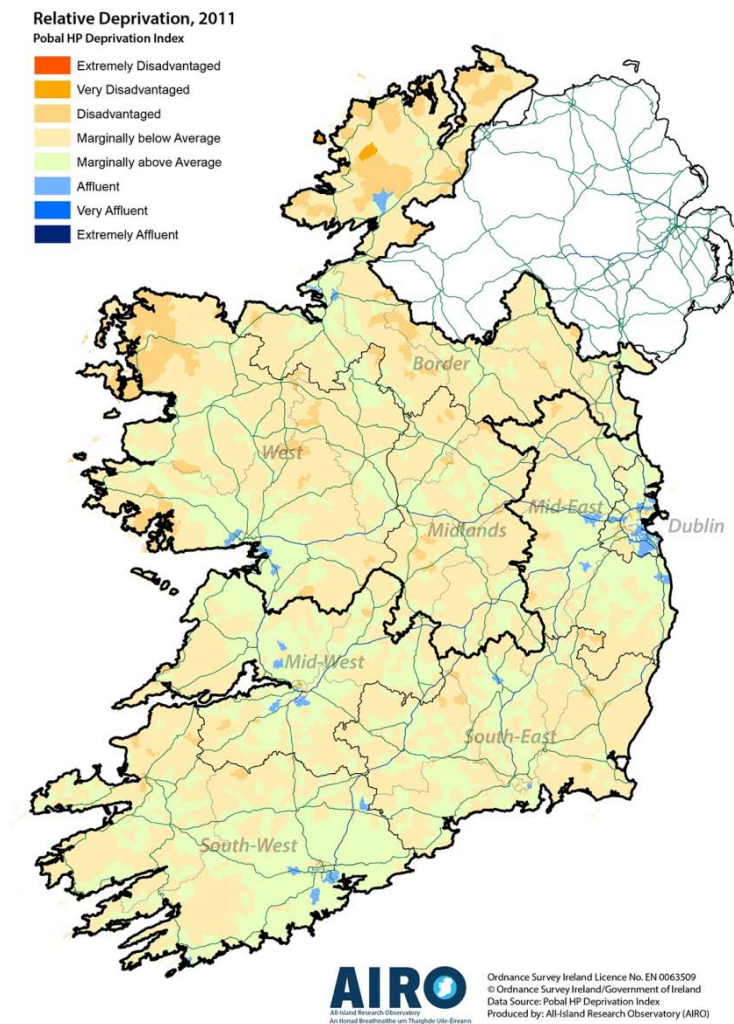 Relative Deprivation, 2011
Pobal HP Deprivation Index
Extremely Disadvantaged
Very Disadvantaged
Disadvantaged
Marginally below Average
Marginally above Average
Affluent
Very Affluent
Extremely Affluent
Border
West
Midlands
Mid-East
Dublin
Mid-West
South-East
South-West
AIRO
All-Island Research Observatory
An tIonad Breathnaithe um Thaighde Uile-Éireann
Ordnance Survey Ireland Licence No. EN 0063509
© Ordnance Survey Ireland/Government of Ireland
Data Source: Pobal HP Deprivation Index
Produced by: All-Island Research Observatory (AIRO)